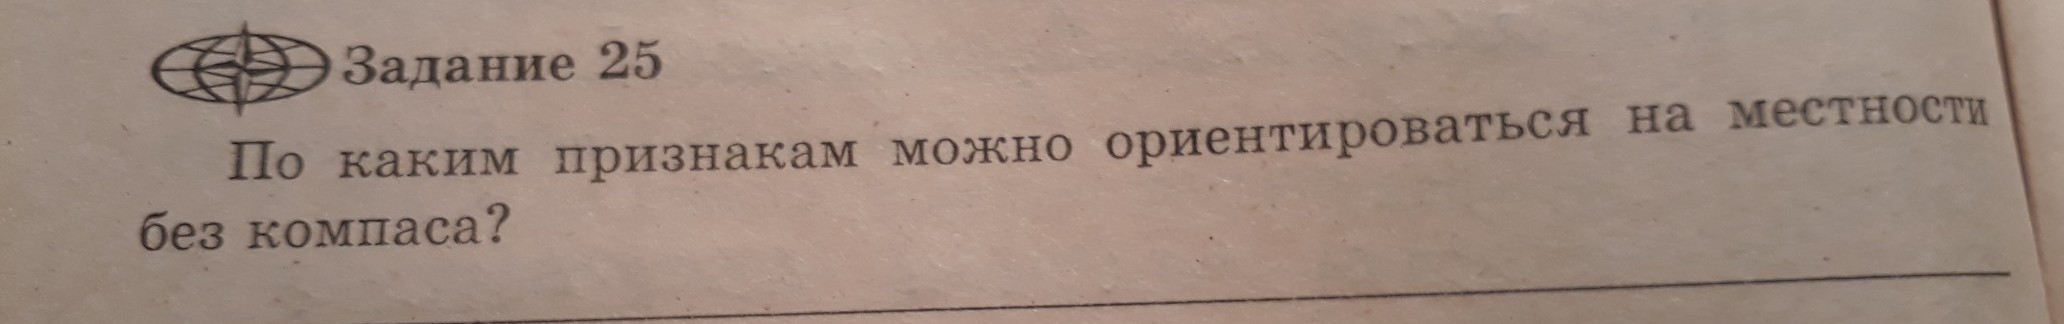 Задание 25
По каким признакам можно ориентироваться на местности
без компаса?